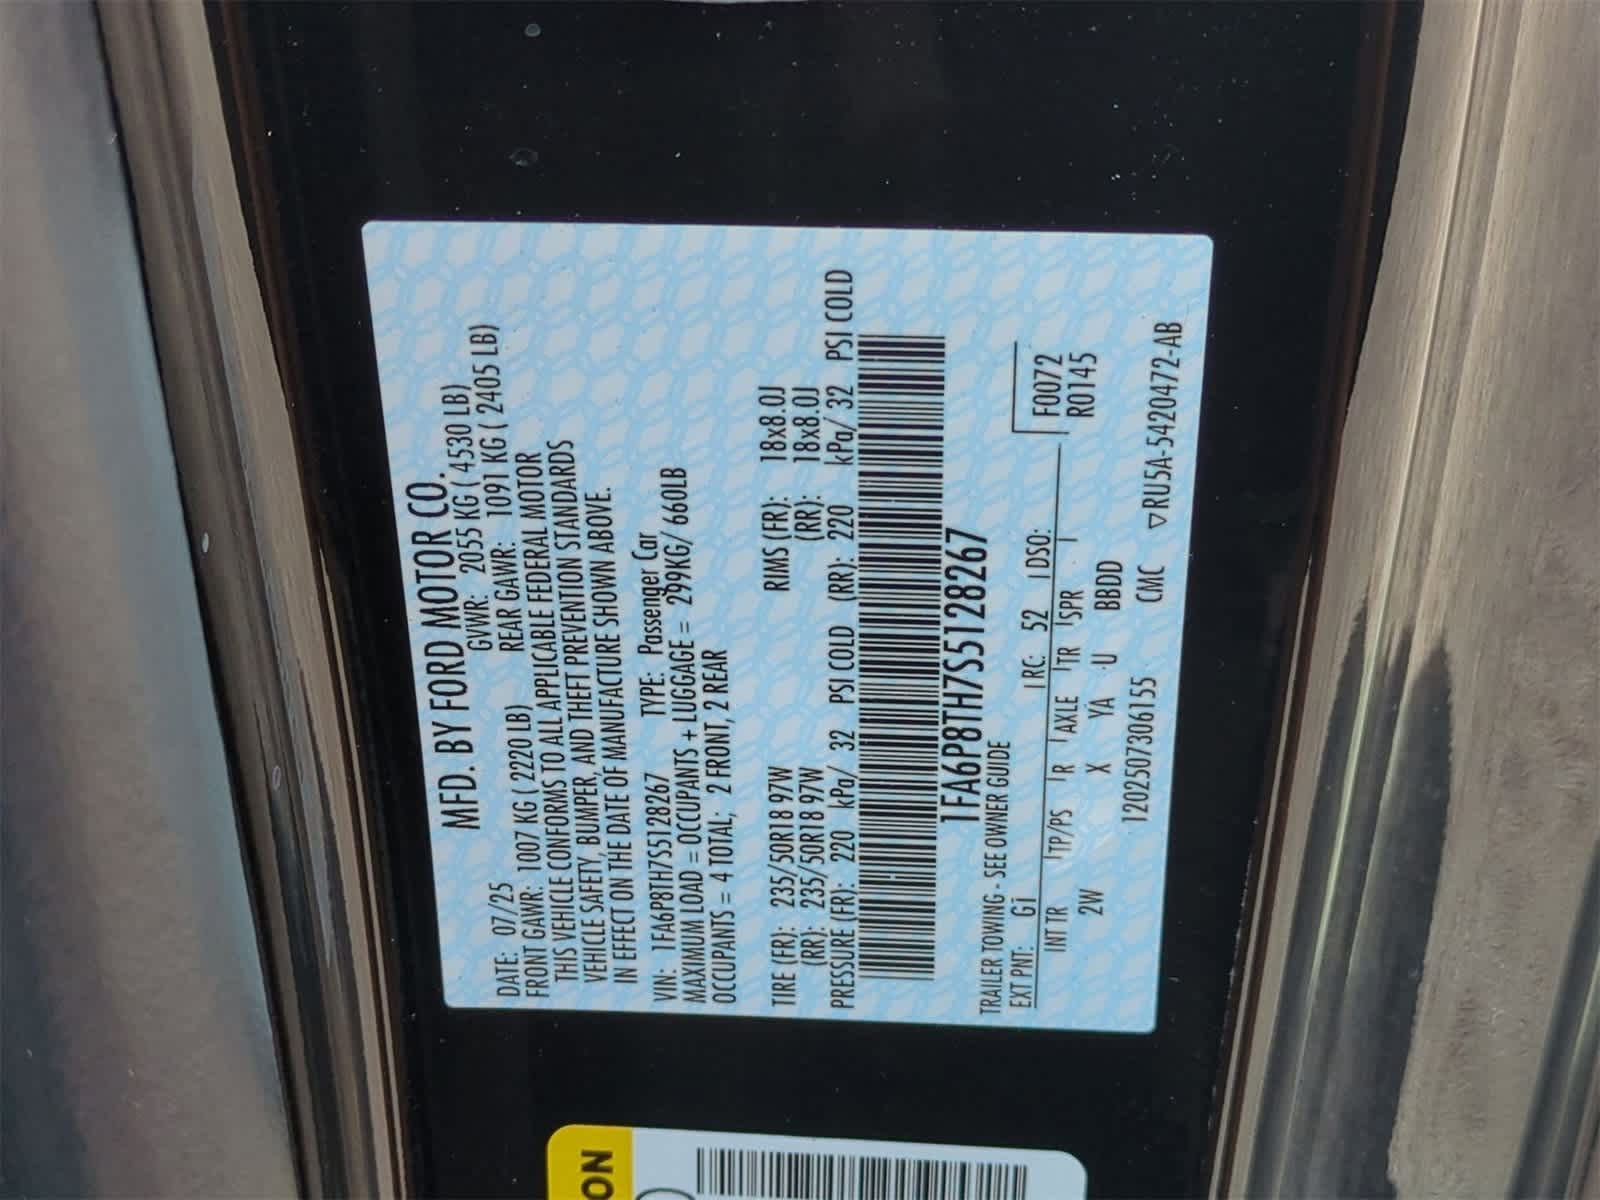 MFD. BY FORD MOTOR CO.
DATE: 07/25 GVWR: 2055 KG ( 4530 LB)
FRONT GAWR: 1007 KG ( 2220 LB) REAR GAWR: 1091 KG ( 2405 LB)
THIS VEHICLE CONFORMS TO ALL APPLICABLE FEDERAL MOTOR
VEHICLE SAFETY, BUMPER, AND THEFT PREVENTION STANDARDS
IN EFFECT ON THE DATE OF MANUFACTURE SHOWN ABOVE.
VIN: 1FA6P8TH7S5128267 TYPE: Passenger Car
MAXIMUM LOAD = OCCUPANTS + LUGGAGE = 299KG/ 660LB
OCCUPANTS = 4 TOTAL; 2 FRONT, 2 REAR
TIRE (FR): 235/50R18 97W RIMS (FR): 18x8.0J
(RR): 235/50R18 97W (RR): 18x8.0J
PRESSURE (FR): 220 kPa/ 32 PSI COLD (RR): 220 kPa/ 32 PSI COLD
1FA6P8TH7S5128267
TRAILER TOWING - SEE OWNER GUIDE
EXT PNT: G1 RC: 52 DSO: F0072
INT TR TP/PS R AXLE TR SPR R0145
2W X YA U BBDD
12025073061 55 CMC ▽RU5A-5420472-AB
ON